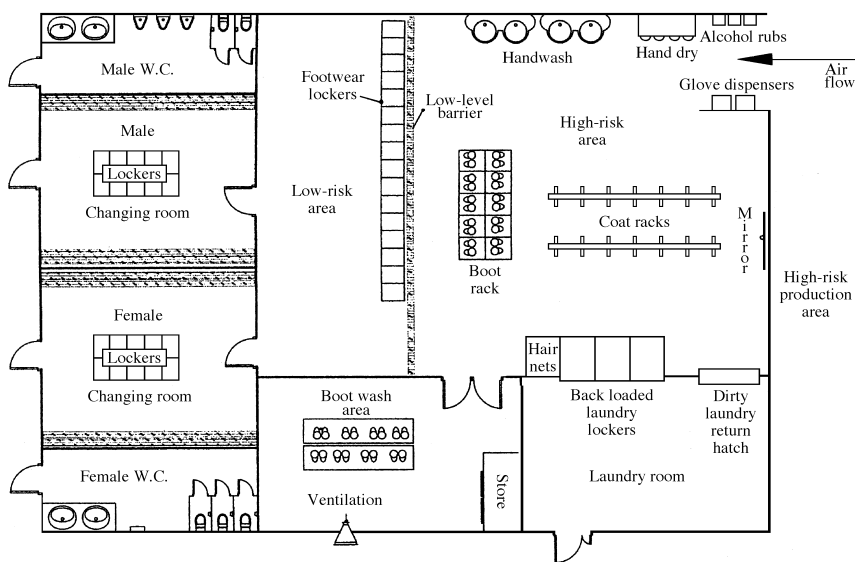 Male W.C.
Male
Lockers
Changing room
Female
Lockers
Changing room
Female W.C.
Footwear
lockers
Low-level
barrier
Low-risk
area
Handwash
Hand dry
Alcohol rubs
Air
flow
Glove dispensers
High-risk
area
Coat racks
Mirror
Boot
rack
High-risk
production
area
Hair
nets
Back loaded
laundry
lockers
Dirty
laundry
return
hatch
Boot wash
area
Ventilation
Store
Laundry room